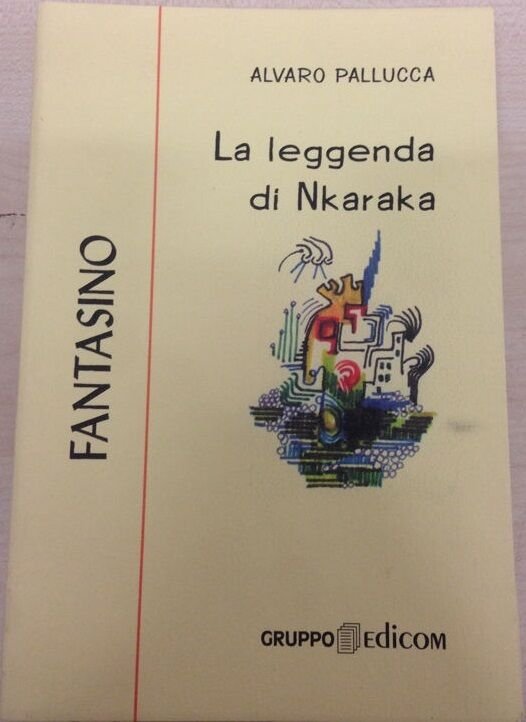 ALVARO PALLUCCA
La leggenda
di Nkaraka
FANTASINO
GRUPPO EdicoM